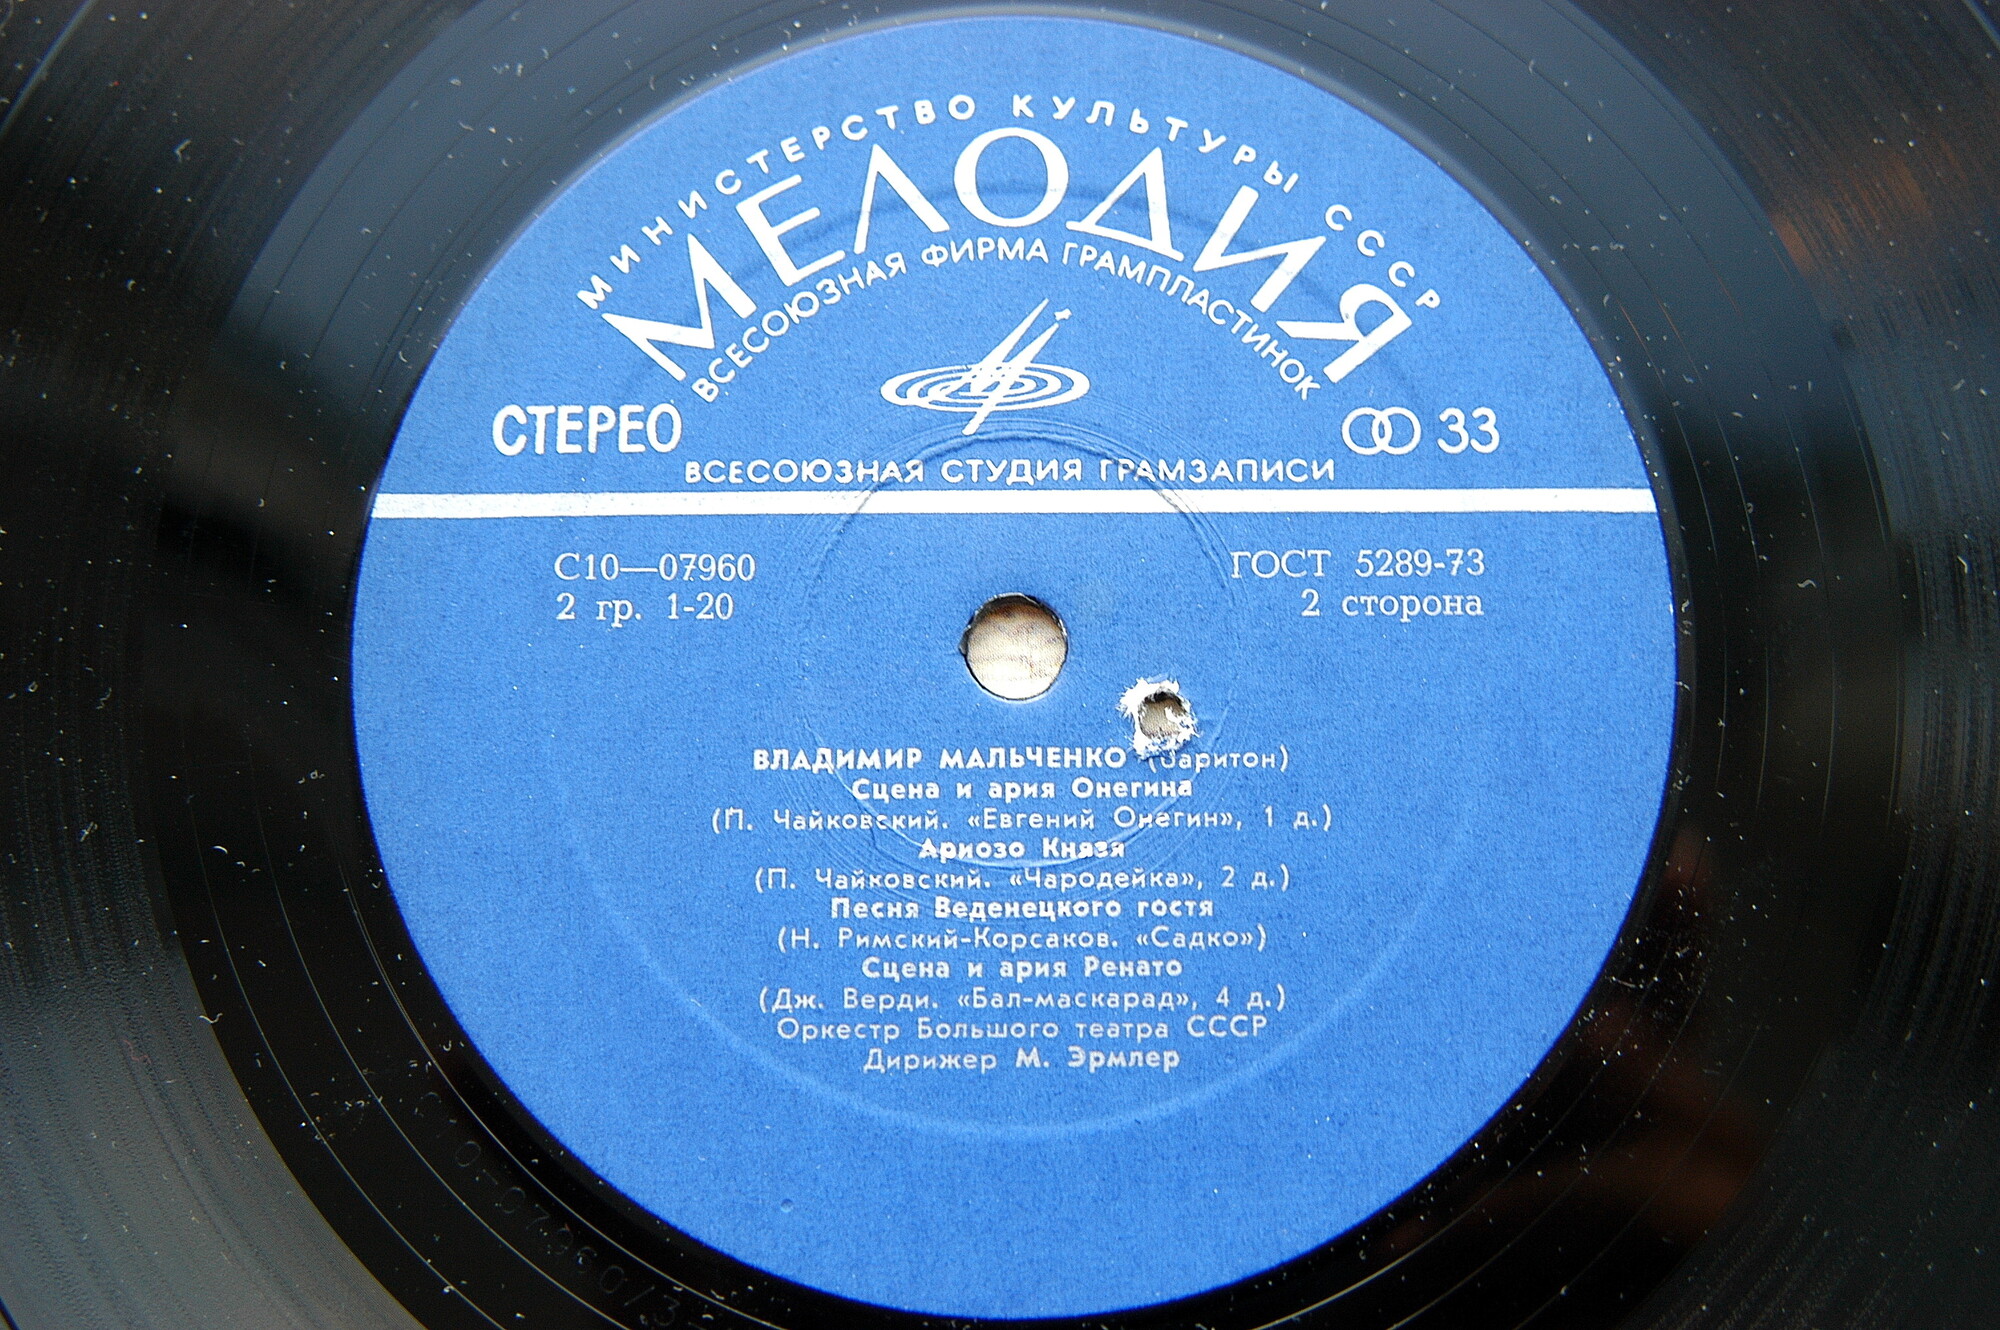 МИНИСТЕРСТВО КУЛЬТУРЫ СССР
МЕЛОДИЯ
ВСЕСОЮЗНАЯ ФИРМА ГРАМПЛАСТИНОК
СТЕРЕО
33
ВСЕСОЮЗНАЯ СТУДИЯ ГРАМЗАПИСИ
С10—07960
ГОСТ 5289-73
2 гр. 1-20
2 сторона
ВЛАДИМИР МАЛЬЧЕНКО (баритон)
Сцена и ария Онегина
(П. Чайковский. «Евгений Онегин», 1 д.)
Ариозо Князя
(П. Чайковский. «Чародейка», 2 д.)
Песня Веденецкого гостя
(Н. Римский-Корсаков. «Садко»)
Сцена и ария Ренато
(Дж. Верди. «Бал-маскарад», 4 д.)
Оркестр Большого театра СССР
Дирижер М. Эрмлер